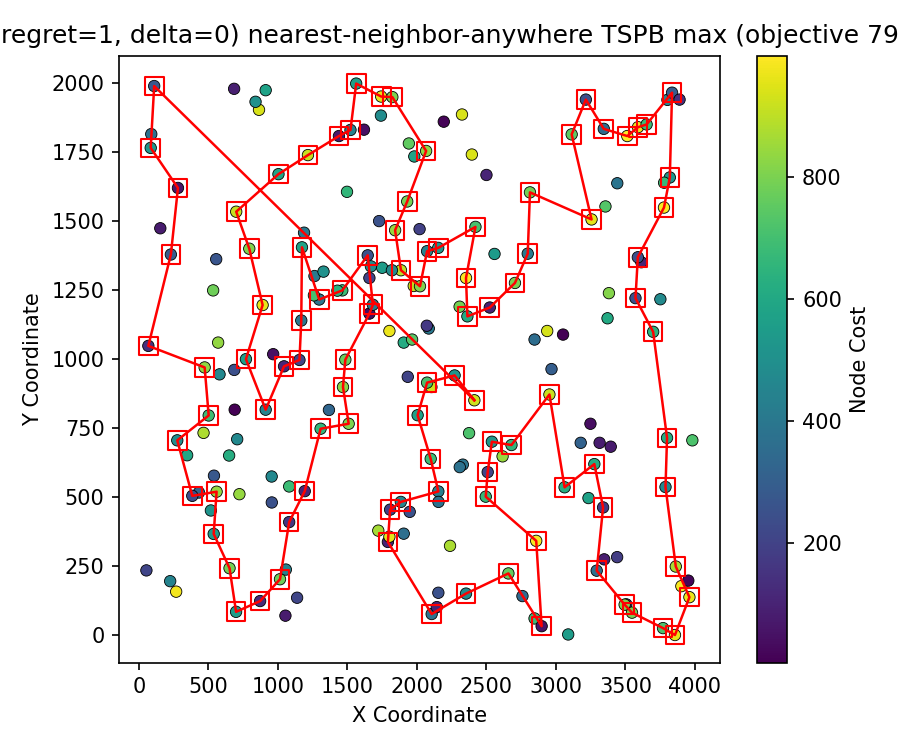 regret=1, delta=0) nearest-neighbor-anywhere TSPB max (objective 79
2000
1750
1500
1250
1000
750
500
250
0
Y Coordinate
0 500 1000 1500 2000 2500 3000 3500 4000
X Coordinate
800
600
400
200
Node Cost